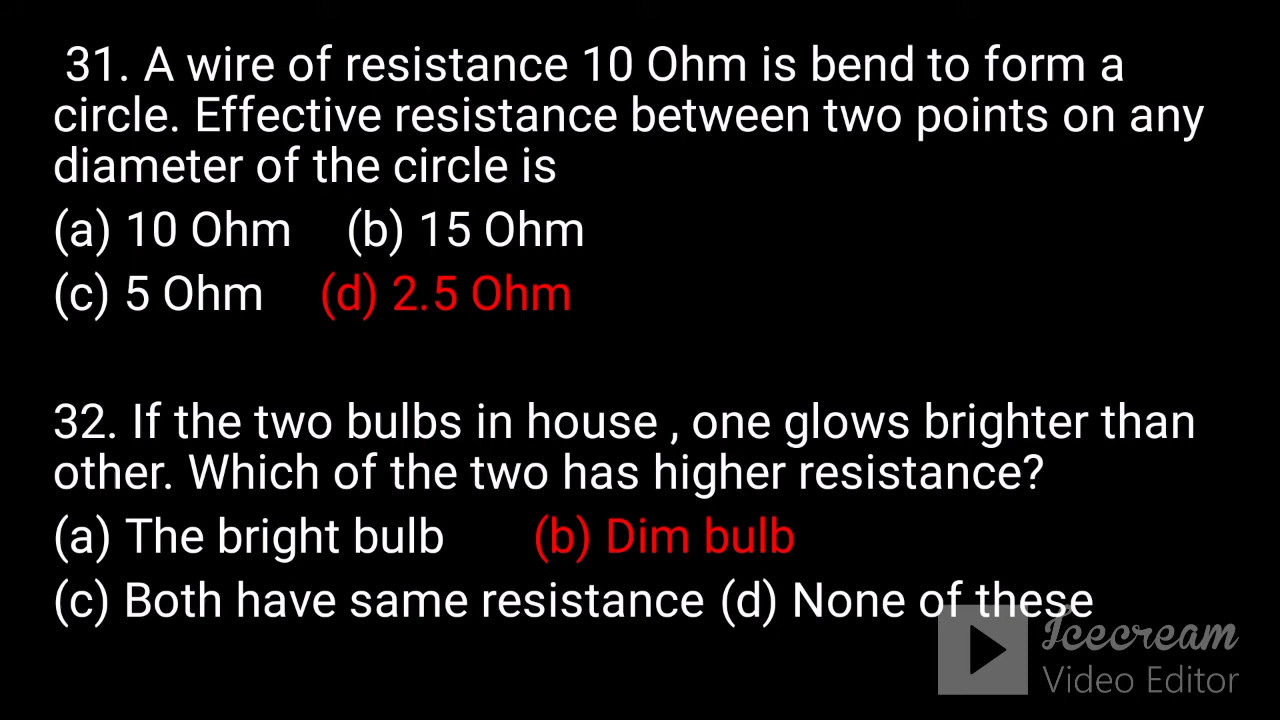 31. A wire of resistance 10 Ohm is bend to form a
circle. Effective resistance between two points on any
diameter of the circle is
(a) 10 Ohm (b) 15 Ohm
(c) 5 Ohm (d) 2.5 Ohm
32. If the two bulbs in house , one glows brighter than
other. Which of the two has higher resistance?
(a) The bright bulb (b) Dim bulb
(c) Both have same resistance (d) None of these
Icecream
Video Editor